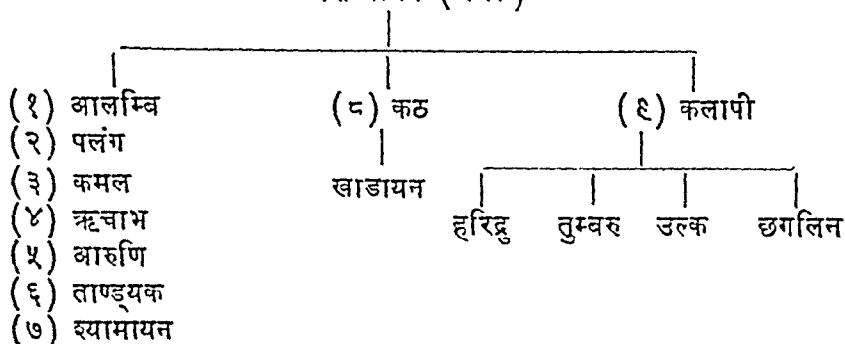 (१) आलम्वि
(२) पलंग
(३) कमल
(४) ऋचाभ
(५) आरुणि
(६) ताण्ड्यक
(७) श्यामायन
(८) कठ
खाडायन
(९) कलापी
हरिद्रु तुम्वरु उल्क छगलिन